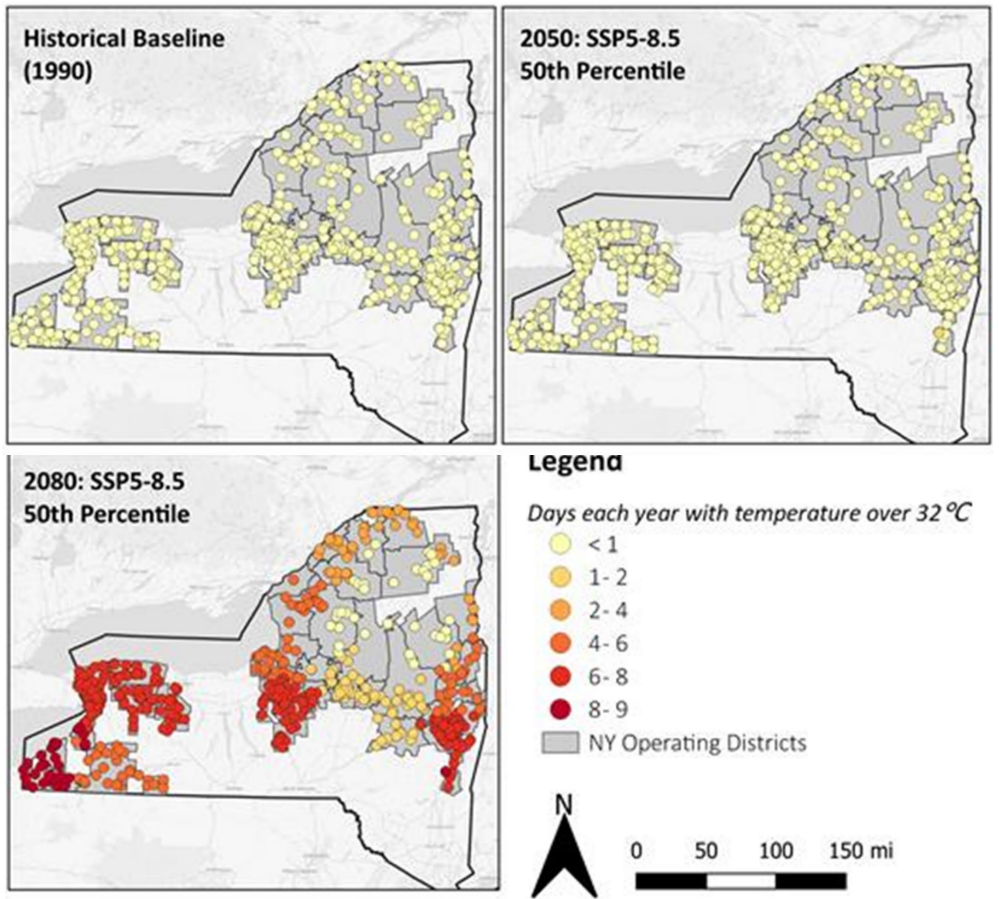 Historical Baseline
(1990)
2050: SSP5-8.5
50th Percentile
2080: SSP5-8.5
50th Percentile
Legend
Days each year with temperature over 32℃
< 1
1- 2
2- 4
4- 6
6- 8
8- 9
NY Operating Districts
N
0 50 100 150 mi